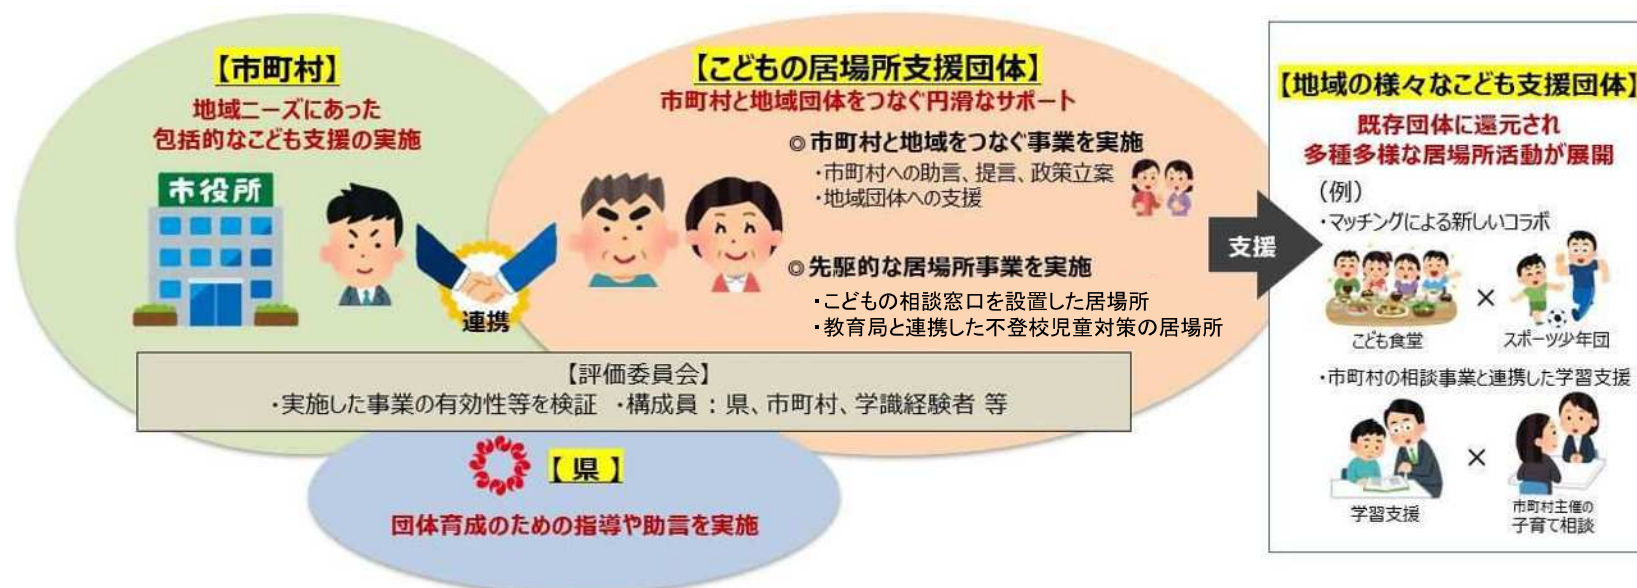 【市町村】
地域ニーズにあった
包括的なこども支援の実施
市役所
連携
【こどもの居場所支援団体】
市町村と地域団体をつなぐ円滑なサポート
◎市町村と地域をつなぐ事業を実施
・市町村への助言、提言、政策立案
・地域団体への支援
◎先駆的な居場所事業を実施
・こどもの相談窓口を設置した居場所
・教育局と連携した不登校児童対策の居場所
【評価委員会】
・実施した事業の有効性等を検証 ・構成員：県、市町村、学識経験者 等
【県】
団体育成のための指導や助言を実施
支援
【地域の様々なこども支援団体】
既存団体に還元され
多種多様な居場所活動が展開
（例）
・マッチングによる新しいコラボ
×
こども食堂 スポーツ少年団
・市町村の相談事業と連携した学習支援
×
学習支援
市町村主催の
子育て相談